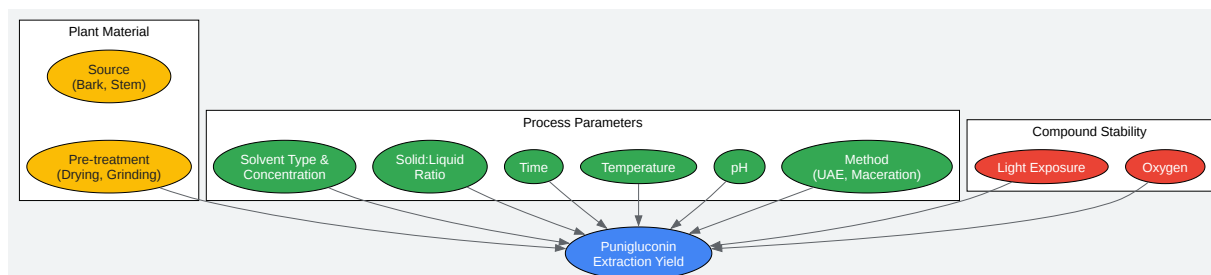 Plant Material
Source
(Bark, Stem)
Pre-treatment
(Drying, Grinding)
Process Parameters
Solvent Type &
Concentration
Solid:Liquid
Ratio
Time
Temperature
pH
Method
(UAE, Maceration)
Compound Stability
Light Exposure
Oxygen
Punigluconin
Extraction Yield